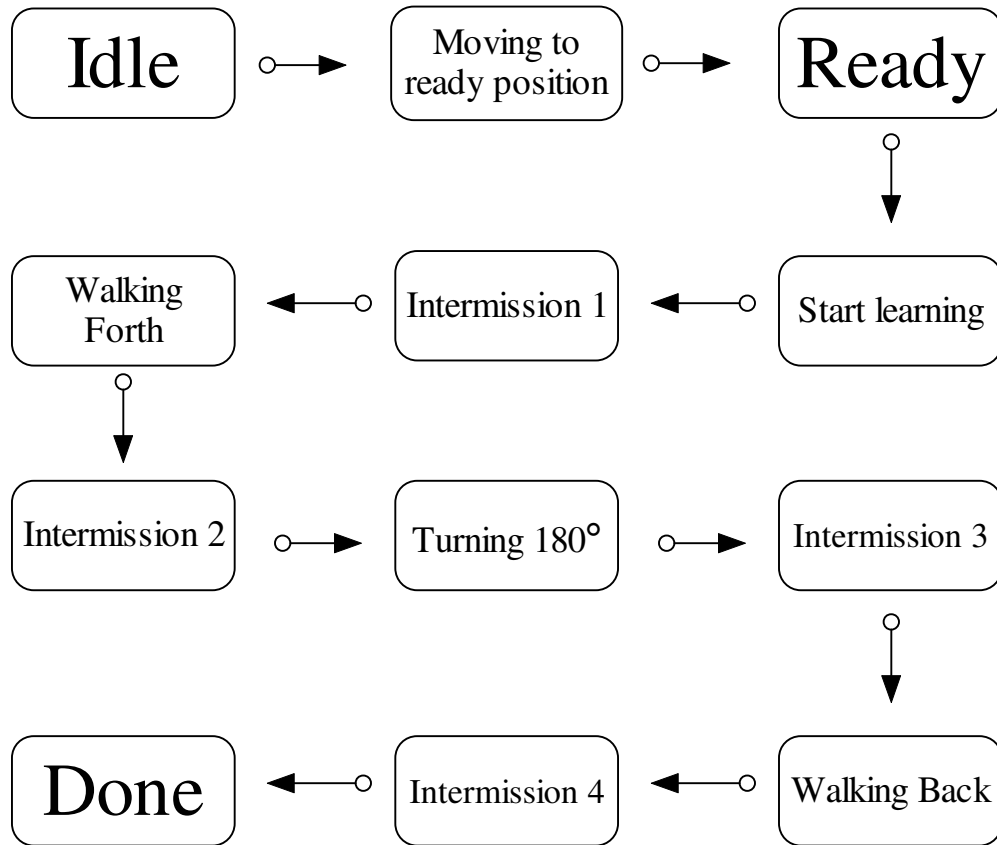 Idle
Moving to
ready position
Ready
Walking
Forth
Intermission 1
Start learning
Intermission 2
Turning 180°
Intermission 3
Done
Intermission 4
Walking Back